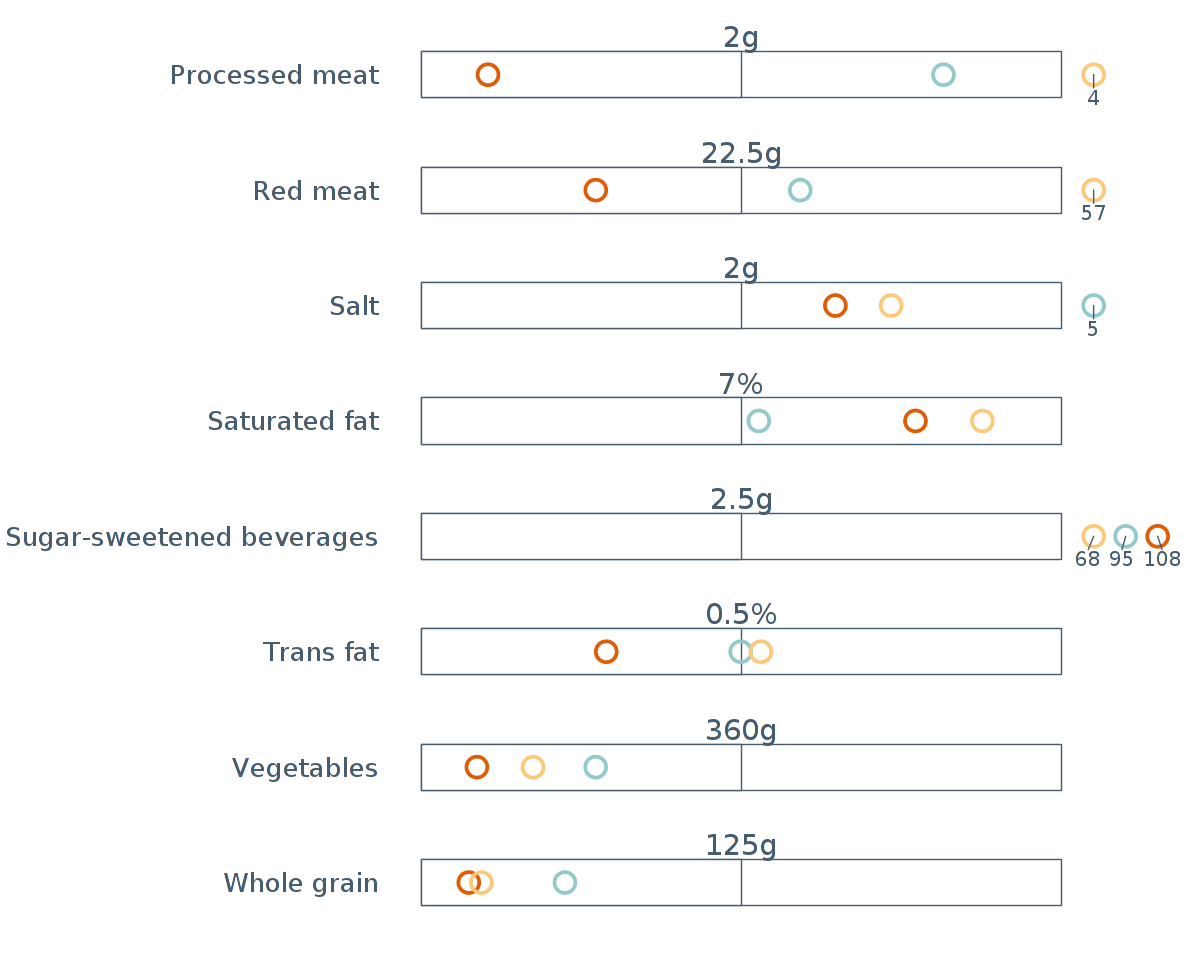 2g
Processed meat
4
22.5g
Red meat
57
2g
Salt
5
7%
Saturated fat
2.5g
Sugar-sweetened beverages
68 95 108
0.5%
Trans fat
360g
Vegetables
125g
Whole grain